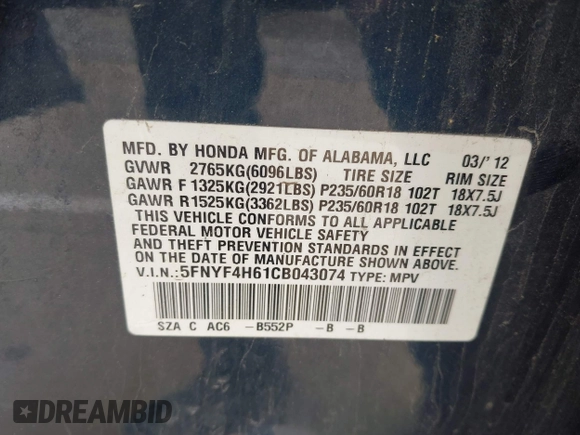 MFD. BY HONDA MFG. OF ALABAMA, LLC 03/'12
GVWR 2765KG(6096LBS) TIRE SIZE RIM SIZE
GAWR F 1325KG(2921LBS) P235/60R18 102T 18X7.5J
GAWR R 1525KG(3362LBS) P235/60R18 102T 18X7.5J
THIS VEHICLE CONFORMS TO ALL APPLICABLE
FEDERAL MOTOR VEHICLE SAFETY
AND THEFT PREVENTION STANDARDS IN EFFECT
ON THE DATE OF MANUFACTURE SHOWN ABOVE.
V.I.N.:5FNYF4H61CB043074 TYPE: MPV
SZA C AC6 -B552P -B -B
DREAMBID